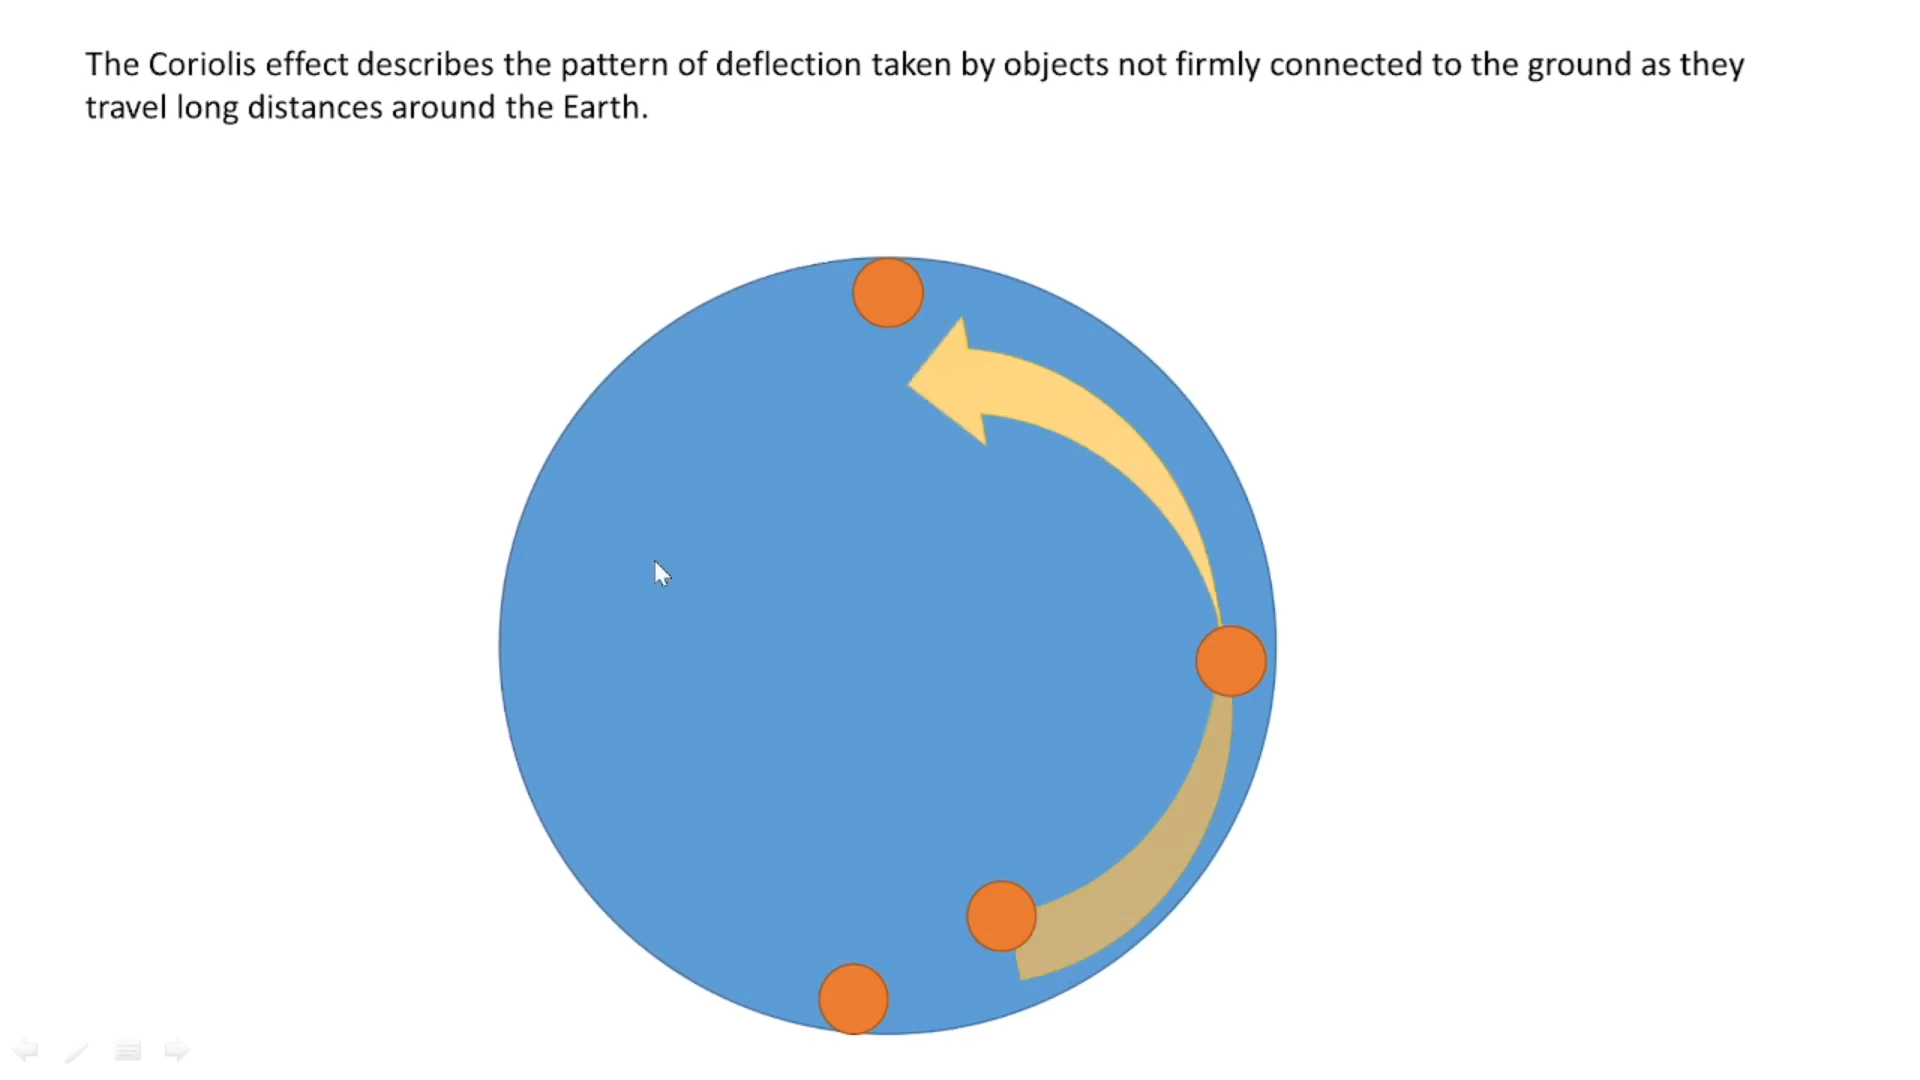 The Coriolis effect describes the pattern of deflection taken by objects not firmly connected to the ground as they
travel long distances around the Earth.